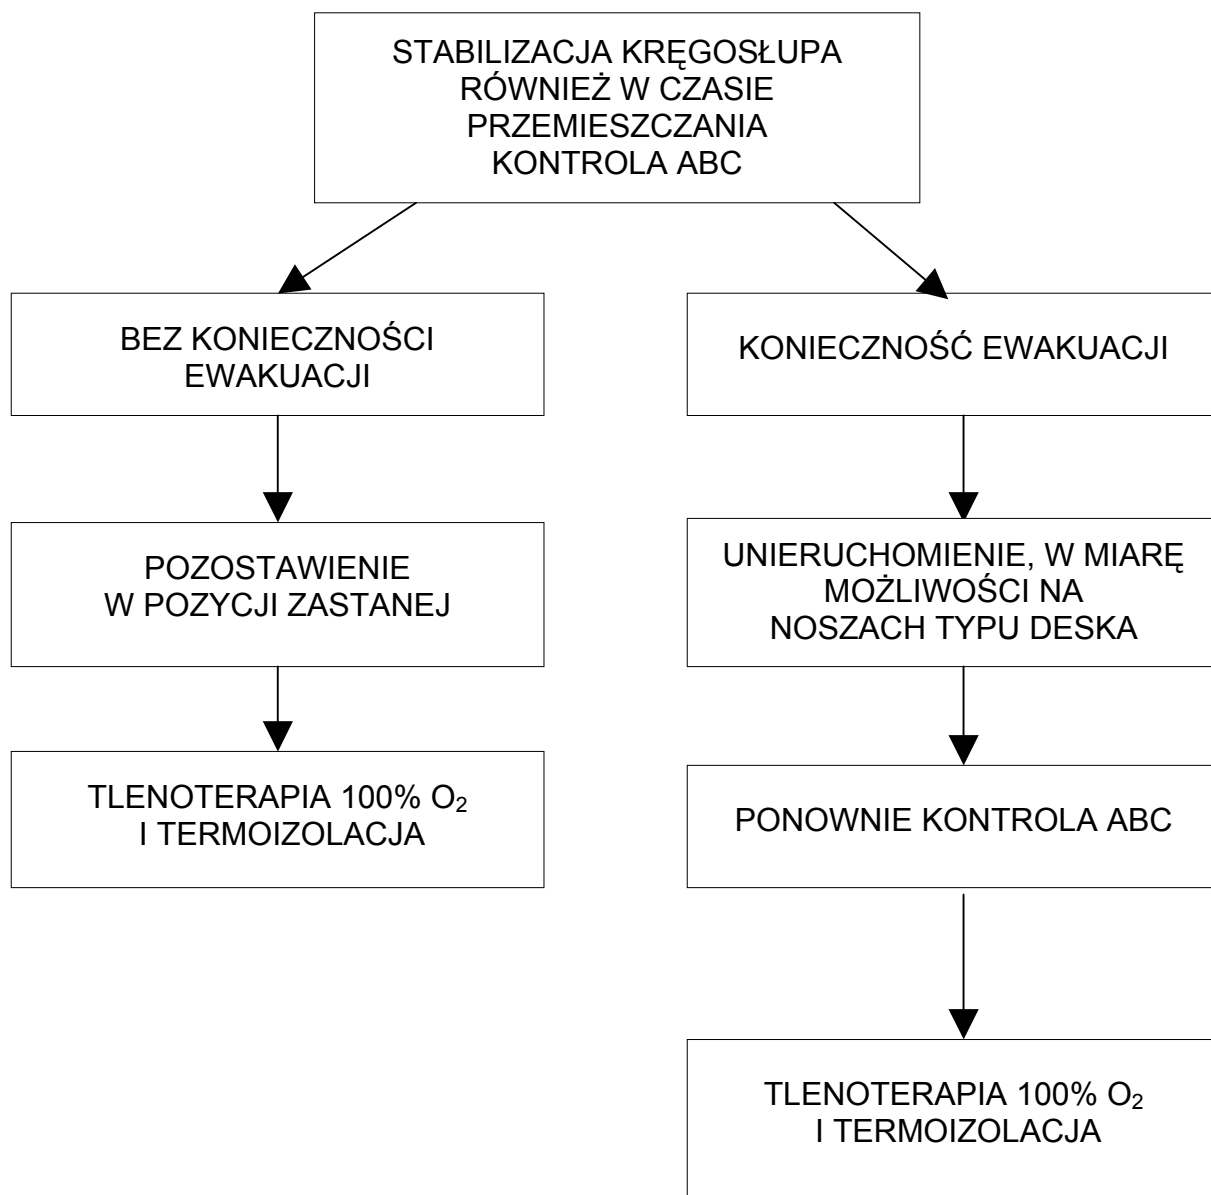 STABILIZACJA KRĘGOSŁUPA
RÓWNIEŻ W CZASIE
PRZEMIESZCZANIA
KONTROLA ABC
BEZ KONIECZNOŚCI
EWAKUACJI
KONIECZNOŚĆ EWAKUACJI
POZOSTAWIENIE
W POZYCJI ZASTANEJ
UNIERUCHOMIENIE, W MIARĘ
MOŻLIWOŚCI NA
NOSZACH TYPU DESKA
TLENOTERAPIA 100% O₂
I TERMOIZOLACJA
PONOWNIE KONTROLA ABC
TLENOTERAPIA 100% O₂
I TERMOIZOLACJA